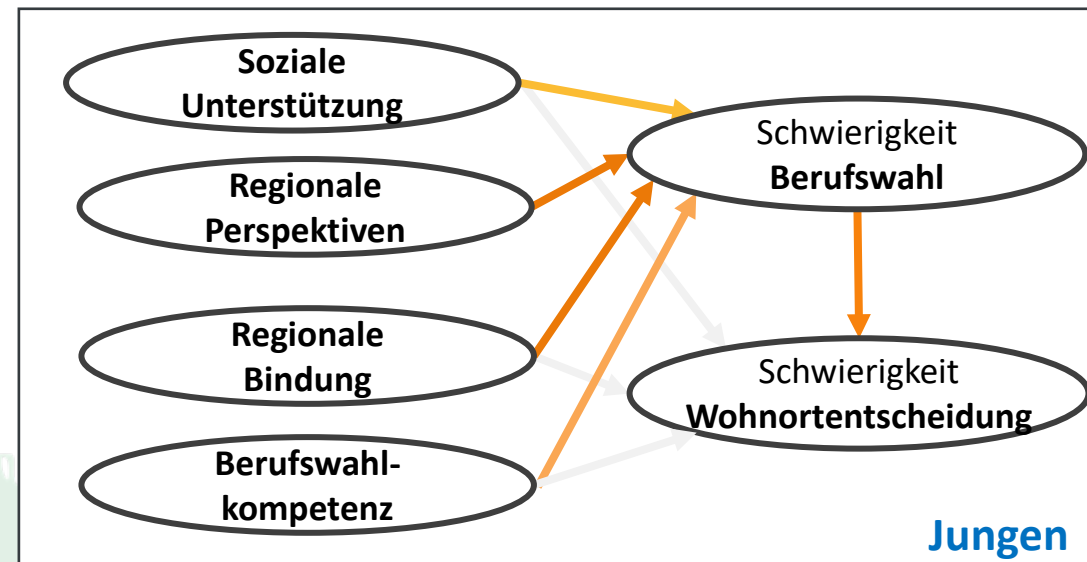 Soziale
Unterstützung
Regionale
Perspektiven
Regionale
Bindung
Berufswahl-
kompetenz
Schwierigkeit
Berufswahl
Schwierigkeit
Wohnortentscheidung
Jungen